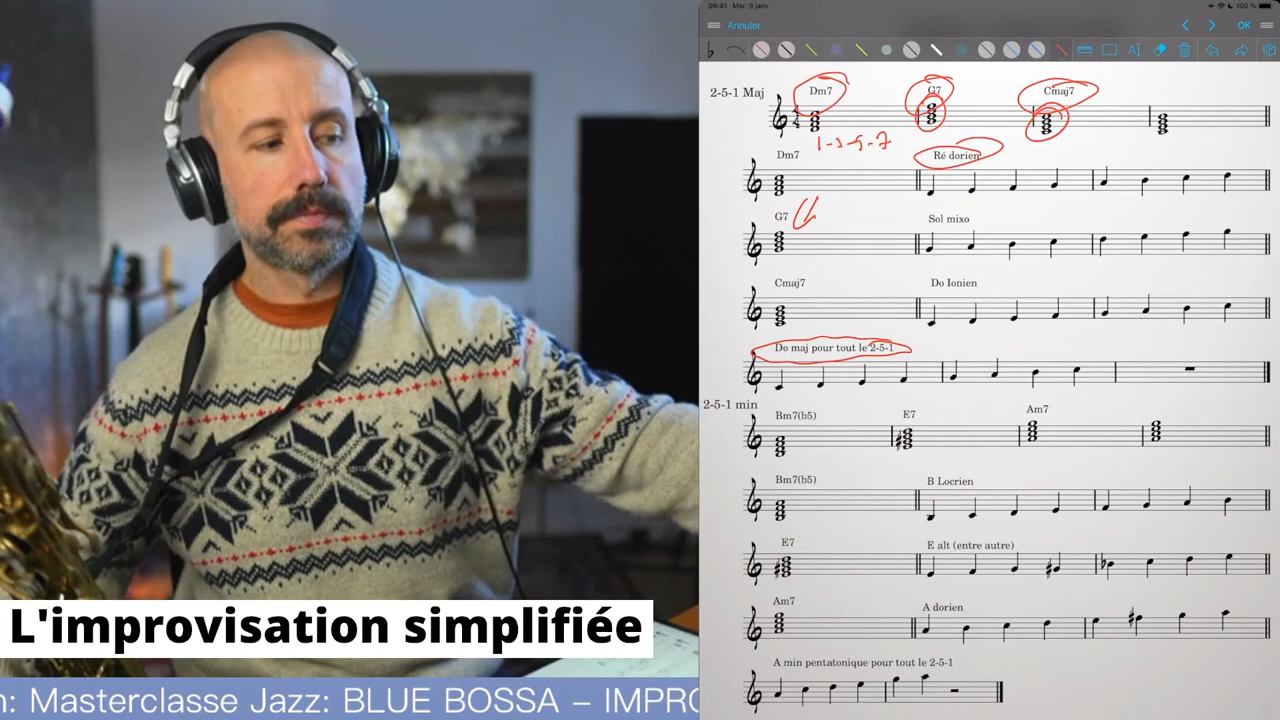 09:41 Mar. 9 janv.
100 %
Annuler
OK
2-5-1 Maj
Dm7 G7 Cmaj7
1-3-5-7
Dm7 Ré dorien
G7 Sol mixo
Cmaj7 Do Ionien
Do maj pour tout le 2-5-1
2-5-1 min
Bm7(b5) E7 Am7
Bm7(b5) B Locrien
E7 E alt (entre autre)
Am7 A dorien
A min pentatonique pour tout le 2-5-1
L'improvisation simplifiée
n: Masterclasse Jazz: BLUE BOSSA – IMPRO